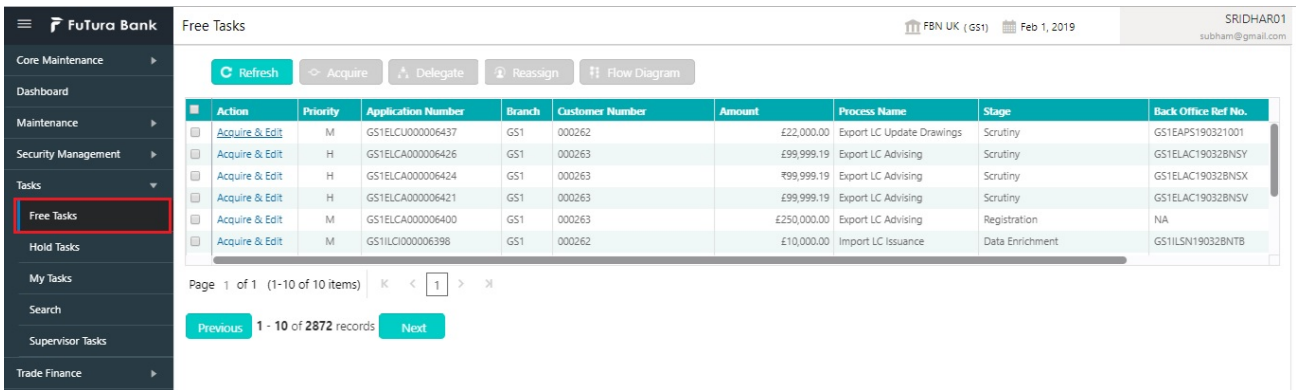 FuTura Bank
Free Tasks
FBN UK (GS1)
Feb 1, 2019
SRIDHAR01
subham@gmail.com
Core Maintenance
Dashboard
Maintenance
Security Management
Tasks
Free Tasks
Hold Tasks
My Tasks
Search
Supervisor Tasks
Trade Finance
Refresh Acquire Delegate Reassign Flow Diagram
Action Priority Application Number Branch Customer Number Amount Process Name Stage Back Office Ref No.
Acquire & Edit M GS1ELCU000006437 GS1 000262 £22,000.00 Export LC Update Drawings Scrutiny GS1EAPS190321001
Acquire & Edit H GS1ELCA000006426 GS1 000263 £99,999.19 Export LC Advising Scrutiny GS1ELAC19032BNSY
Acquire & Edit H GS1ELCA000006424 GS1 000263 ₹99,999.19 Export LC Advising Scrutiny GS1ELAC19032BNSX
Acquire & Edit H GS1ELCA000006421 GS1 000263 £99,999.19 Export LC Advising Scrutiny GS1ELAC19032BNSV
Acquire & Edit M GS1ELCA000006400 GS1 000263 £250,000.00 Export LC Advising Registration NA
Acquire & Edit M GS1ILCI000006398 GS1 000262 £10,000.00 Import LC Issuance Data Enrichment GS1ILSN19032BNTB
Page 1 of 1 (1-10 of 10 items) 1
Previous 1 - 10 of 2872 records Next